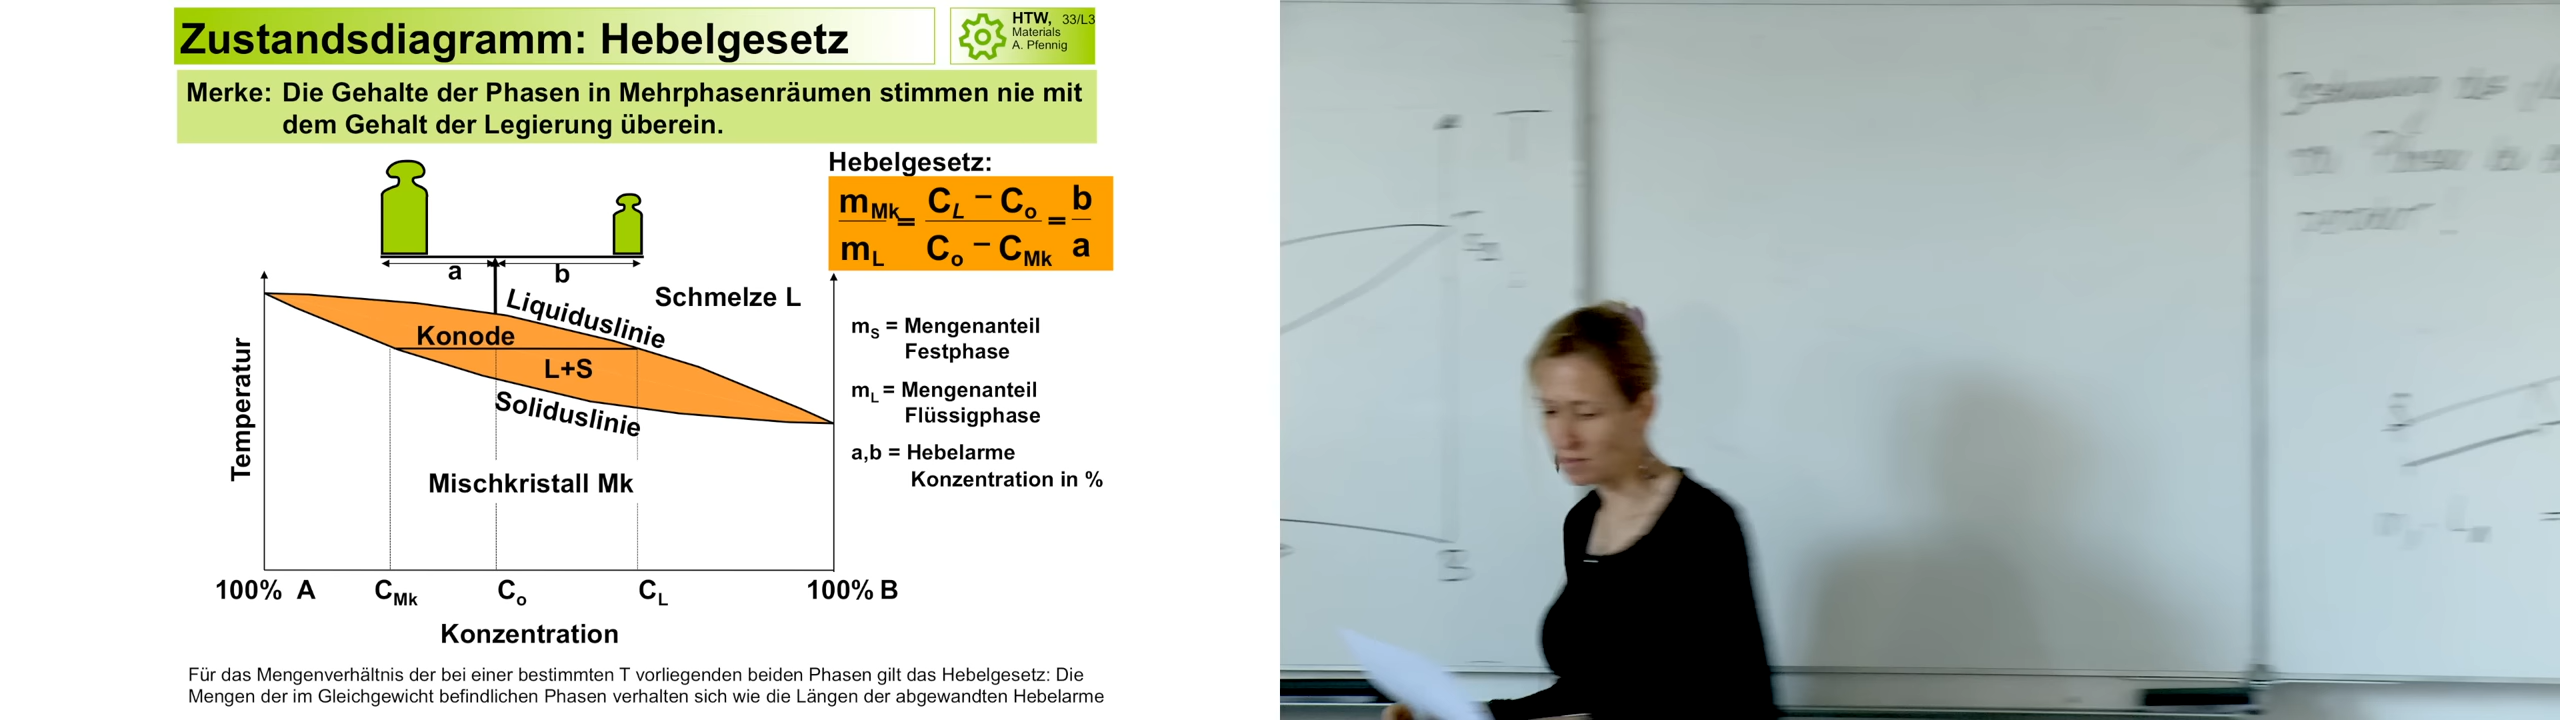 Zustandsdiagramm: Hebelgesetz
HTW, 33/L3
Materials
A. Pfennig
Merke: Die Gehalte der Phasen in Mehrphasenräumen stimmen nie mit
dem Gehalt der Legierung überein.
Hebelgesetz:
m_Mk / m_L = C_L – C_o / C_o – C_Mk = b / a
a b
Liquiduslinie
Schmelze L
Konode
L+S
Soliduslinie
Mischkristall Mk
Temperatur
m_S = Mengenanteil
Festphase
m_L = Mengenanteil
Flüssigphase
a,b = Hebelarme
Konzentration in %
100% A C_Mk C_o C_L 100% B
Konzentration
Für das Mengenverhältnis der bei einer bestimmten T vorliegenden beiden Phasen gilt das Hebelgesetz: Die
Mengen der im Gleichgewicht befindlichen Phasen verhalten sich wie die Längen der abgewandten Hebelarme